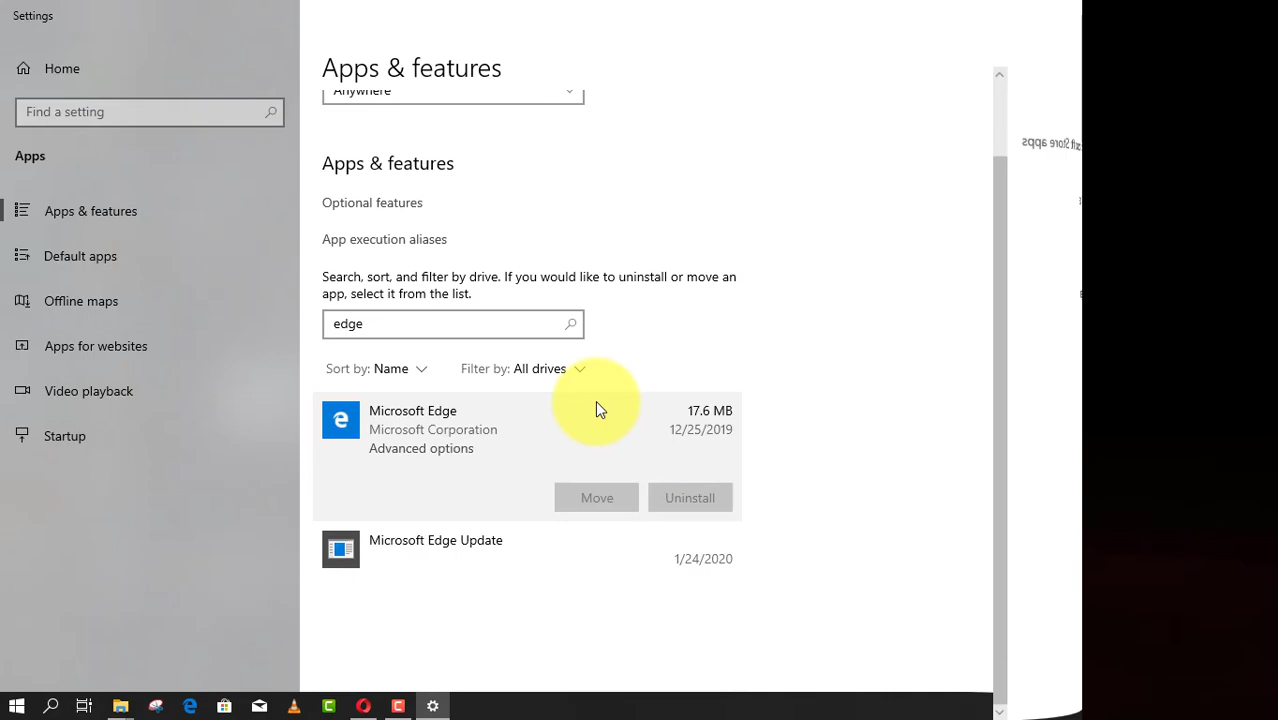 Settings
Home
Find a setting
Apps
Apps & features
Default apps
Offline maps
Apps for websites
Video playback
Startup
Apps & features
Anywhere
Apps & features
Optional features
App execution aliases
Search, sort, and filter by drive. If you would like to uninstall or move an
app, select it from the list.
edge
Sort by: Name
Filter by: All drives
Microsoft Edge
17.6 MB
Microsoft Corporation
12/25/2019
Advanced options
Move
Uninstall
Microsoft Edge Update
1/24/2020
Store apps